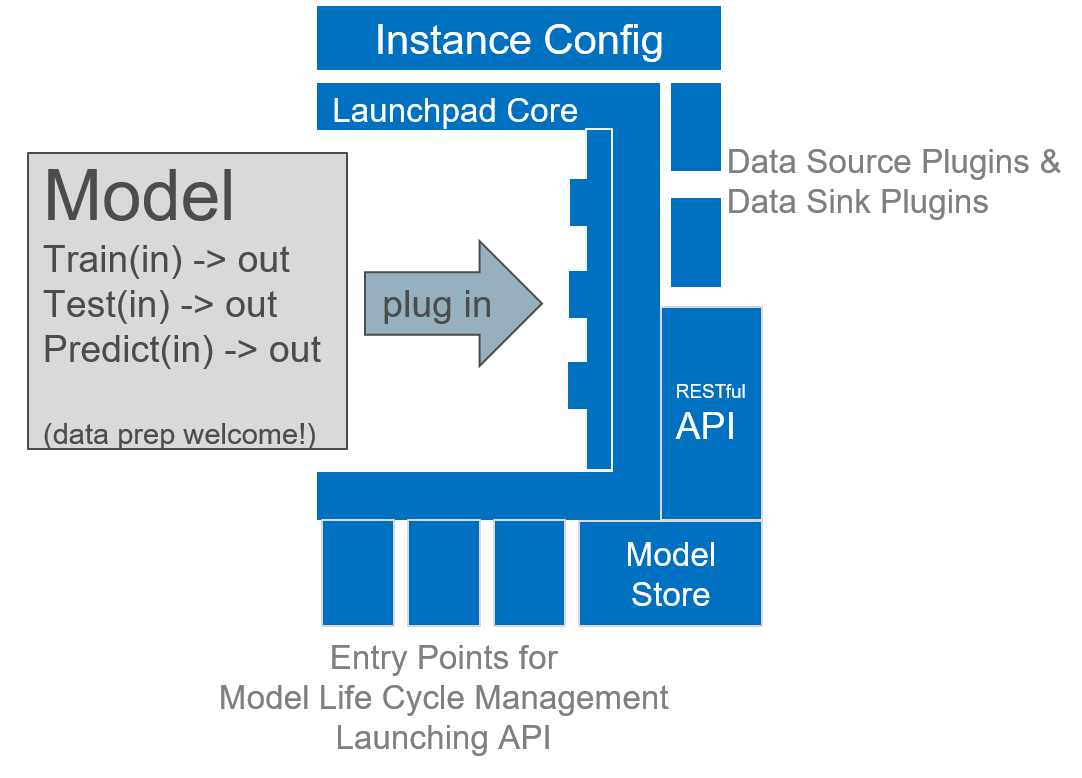 Instance Config
Launchpad Core
Data Source Plugins &
Data Sink Plugins
Model
Train(in) -> out
Test(in) -> out
Predict(in) -> out
(data prep welcome!)
plug in
RESTful
API
Model
Store
Entry Points for
Model Life Cycle Management
Launching API